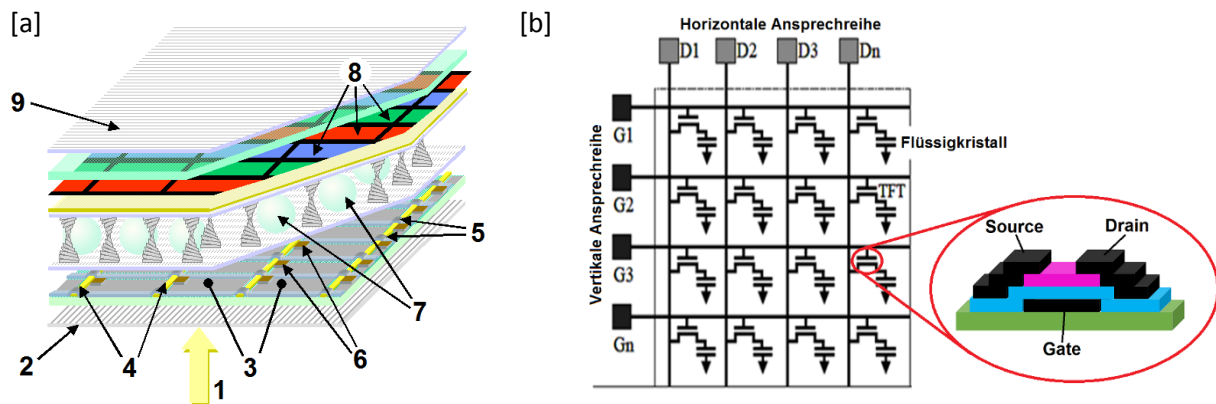 [a]
9
8
5
7
2
4
3
6
1
[b]
Horizontale Ansprechreihe
D1 D2 D3 Dn
Vertikale Ansprechreihe
G1
Flüssigkristall
G2
TFT
G3
Gn
Source Drain
Gate